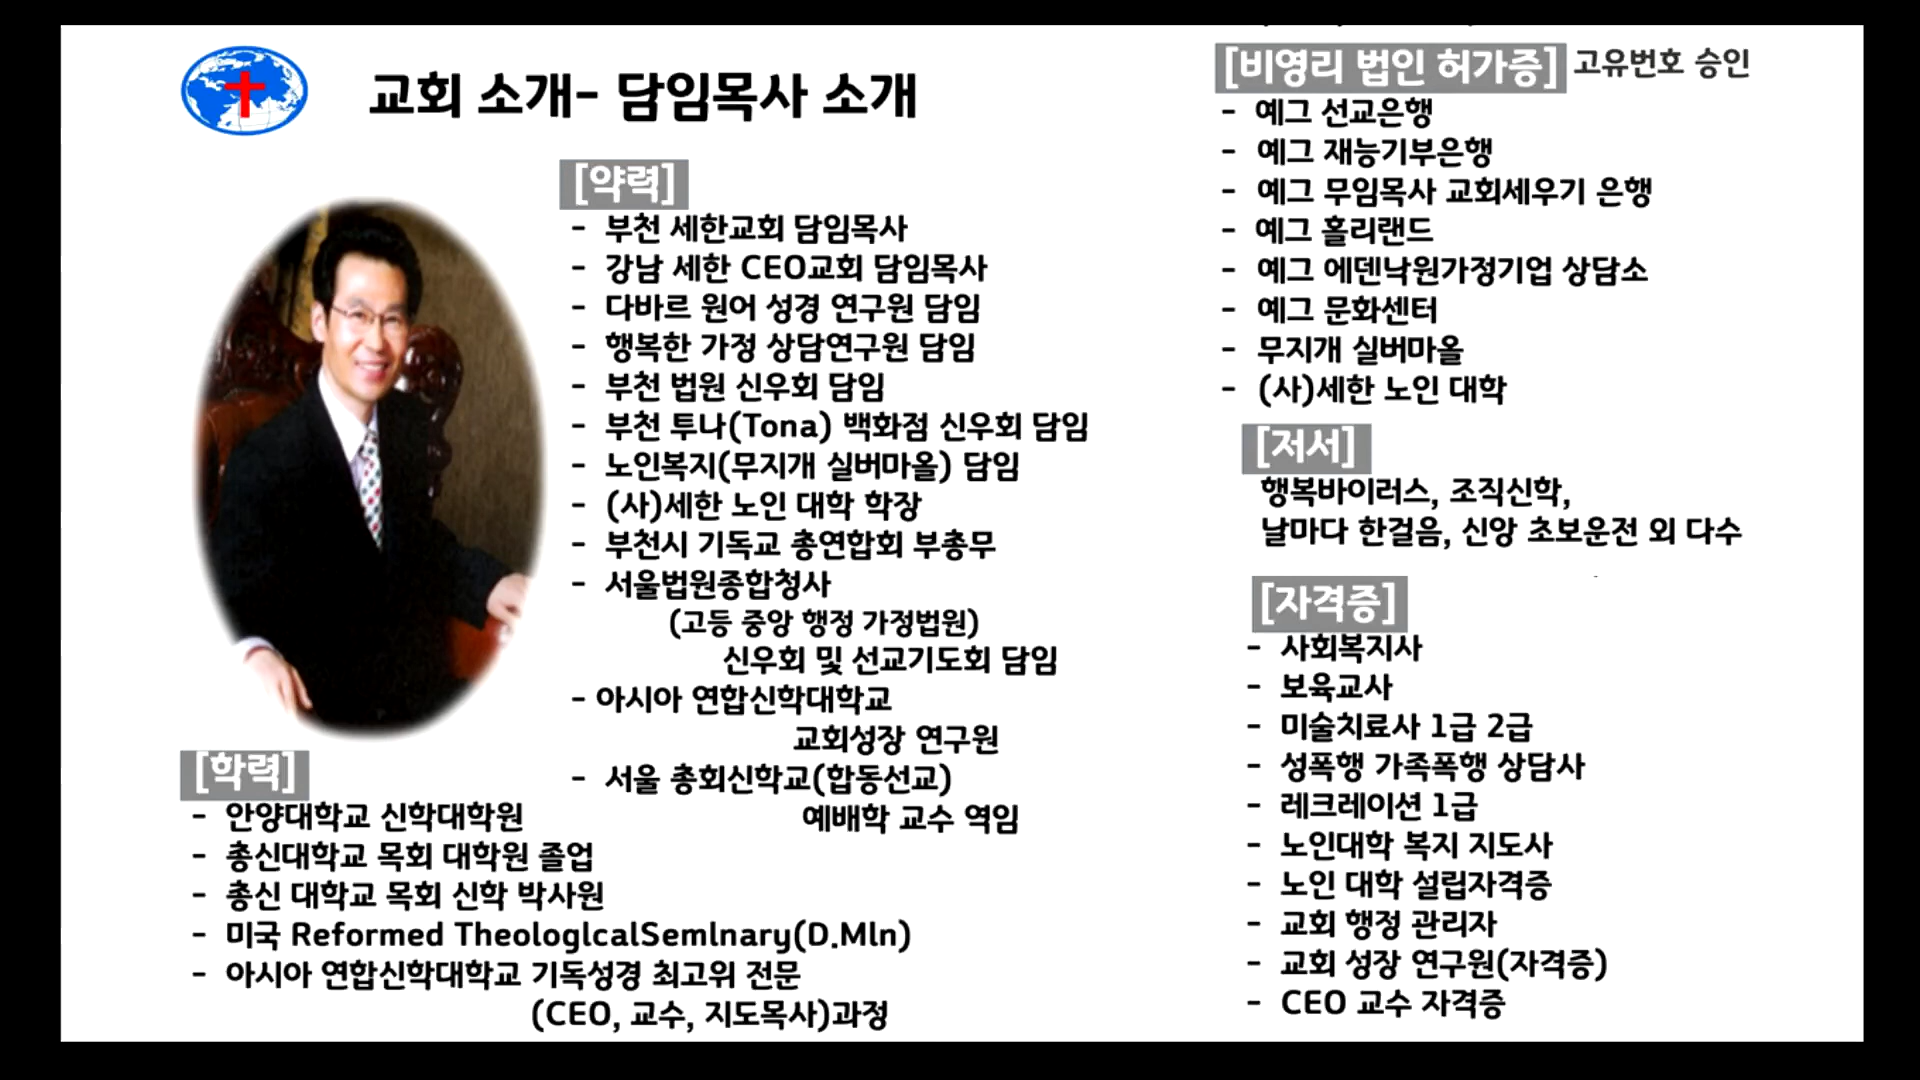 교회 소개- 담임목사 소개
[약력]
- 부천 세한교회 담임목사
- 강남 세한 CEO교회 담임목사
- 다바르 원어 성경 연구원 담임
- 행복한 가정 상담연구원 담임
- 부천 법원 신우회 담임
- 부천 투나(Tona) 백화점 신우회 담임
- 노인복지(무지개 실버마을) 담임
- (사)세한 노인 대학 학장
- 부천시 기독교 총연합회 부총무
- 서울법원종합청사
(고등 중앙 행정 가정법원)
신우회 및 선교기도회 담임
- 아시아 연합신학대학교
교회성장 연구원
- 서울 총회신학교(합동선교)
예배학 교수 역임
[학력]
- 안양대학교 신학대학원
- 총신대학교 목회 대학원 졸업
- 총신 대학교 목회 신학 박사원
- 미국 Reformed TheologlcalSemlnary(D.Mln)
- 아시아 연합신학대학교 기독성경 최고위 전문
(CEO, 교수, 지도목사)과정
[비영리 법인 허가증] 고유번호 승인
- 예그 선교은행
- 예그 재능기부은행
- 예그 무임목사 교회세우기 은행
- 예그 홀리랜드
- 예그 에덴낙원가정기업 상담소
- 예그 문화센터
- 무지개 실버마을
- (사)세한 노인 대학
[저서]
행복바이러스, 조직신학,
날마다 한걸음, 신앙 초보운전 외 다수
[자격증]
- 사회복지사
- 보육교사
- 미술치료사 1급 2급
- 성폭행 가족폭행 상담사
- 레크레이션 1급
- 노인대학 복지 지도사
- 노인 대학 설립자격증
- 교회 행정 관리자
- 교회 성장 연구원(자격증)
- CEO 교수 자격증